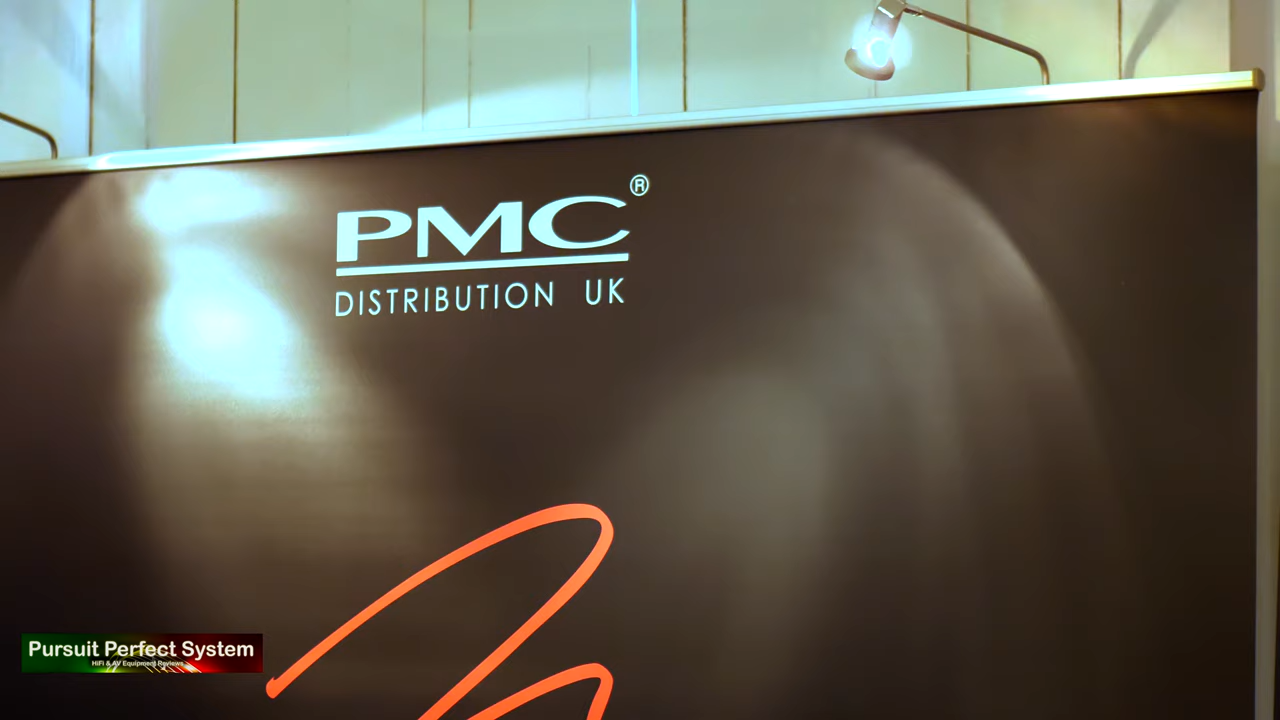 PMC®
DISTRIBUTION UK
Pursuit Perfect System
HiFi & AV Equipment Reviews